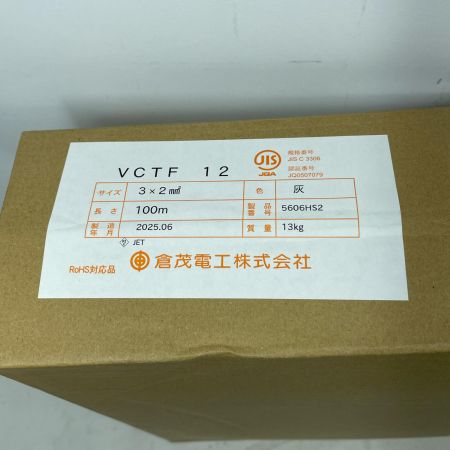 VCTF 12
JIS
JQA
規格番号
JIS C 3306
認証番号
JQ0507079
サイズ 3×2㎟ 色 灰
長さ 100m 製品番号 5606HS2
製造年月 2025.06 質量 13kg
サ JET
RoHS対応品 倉茂電工株式会社